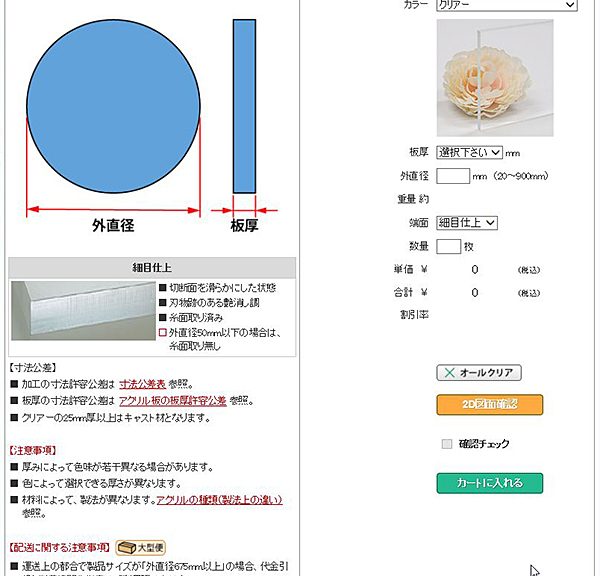 カラー クリアー
外直径
板厚
細目仕上
■ 切断面を滑らかにした状態
■ 刃物跡のある艶消し調
■ 糸面取り済み
□ 外直径50mm以下の場合は、
糸面取り無し
【寸法公差】
■ 加工の寸法許容公差は 寸法公差表 参照。
■ 板厚の寸法許容公差は アクリル板の板厚許容公差 参照。
■ クリアーの25mm厚以上はキャスト材となります。
【注意事項】
■ 厚みによって色味が若干異なる場合があります。
■ 色によって選択できる厚さが異なります。
■ 材料によって、製法が異なります。アクリルの種類(製法上の違い)
参照。
【配送に関する注意事項】 大型便
■ 運送上の都合で製品サイズが「外直径675mm以上」の場合、代金引
板厚 選択下さい mm
外直径 mm (20～900mm)
重量 約
端面 細目仕上
数量 枚
単価 ￥ 0 (税込)
合計 ￥ 0 (税込)
割引率
オールクリア
2D図面確認
確認チェック
カートに入れる